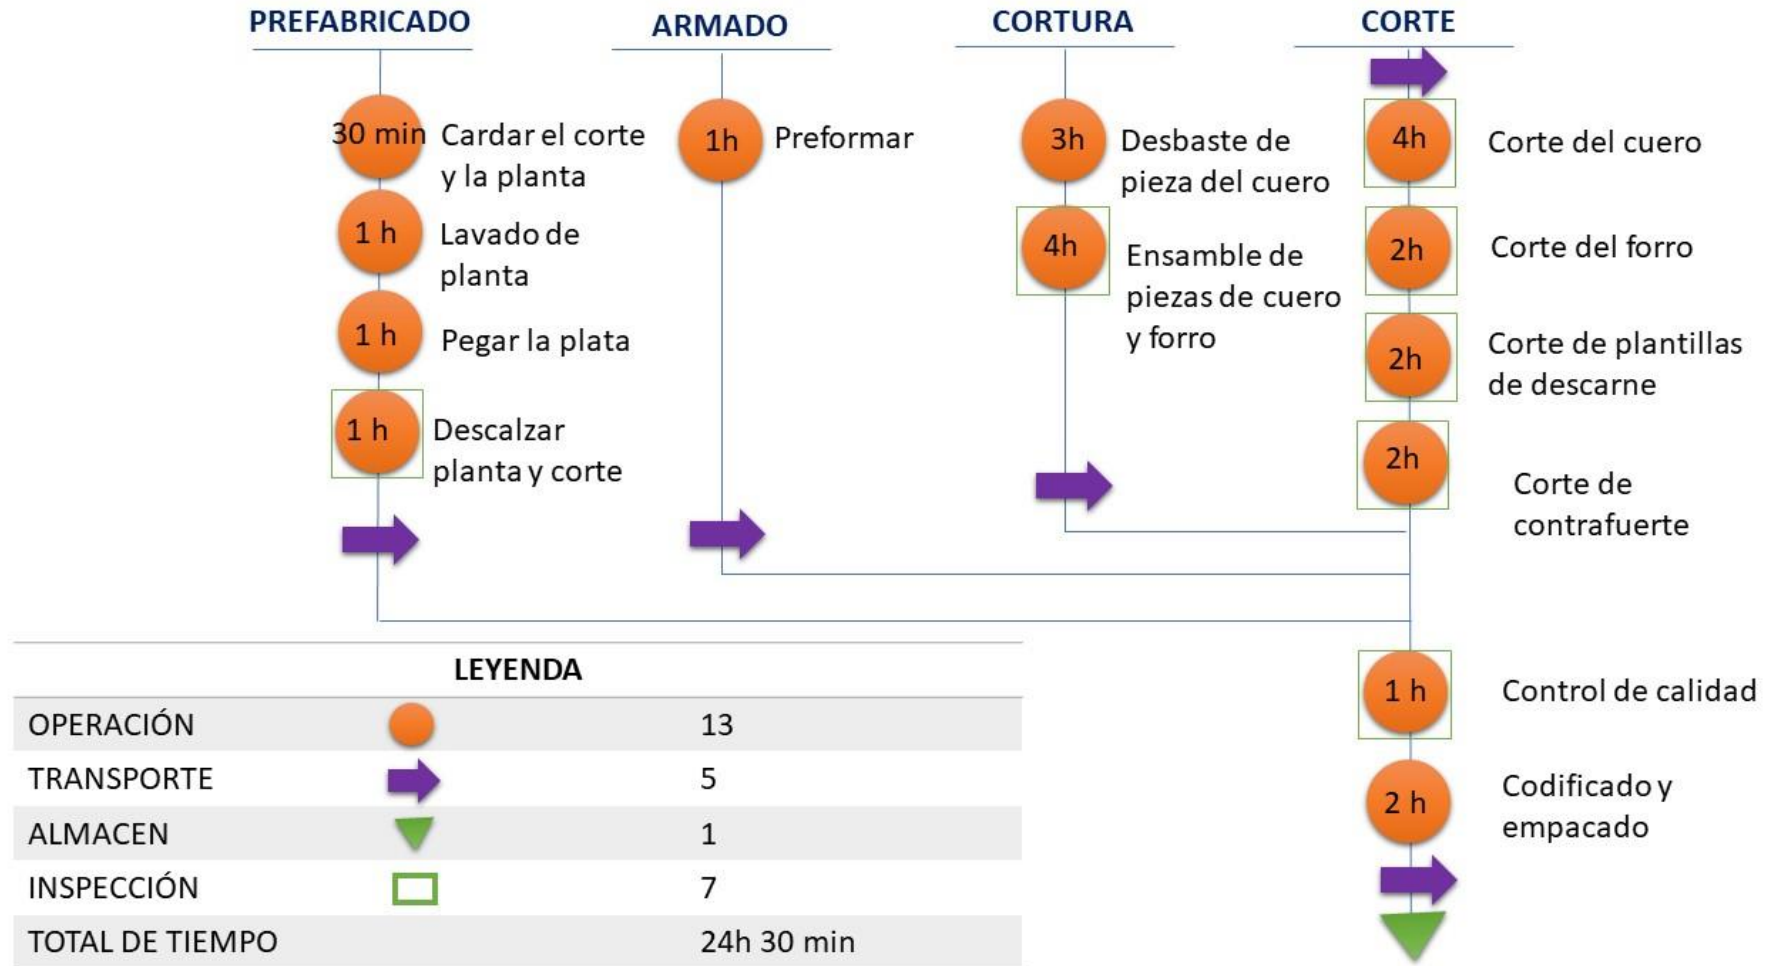 PREFABRICADO
30 min
Cardar el corte
y la planta
1 h
Lavado de
planta
1 h
Pegar la plata
1 h
Descalzar
planta y corte
ARMADO
1h
Preformar
CORTURA
3h
Desbaste de
pieza del cuero
4h
Ensamble de
piezas de cuero
y forro
CORTE
4h
Corte del cuero
2h
Corte del forro
2h
Corte de plantillas
de descarne
2h
Corte de
contrafuerte
1 h
Control de calidad
2 h
Codificado y
empacado
LEYENDA
OPERACIÓN 13
TRANSPORTE 5
ALMACEN 1
INSPECCIÓN 7
TOTAL DE TIEMPO 24h 30 min